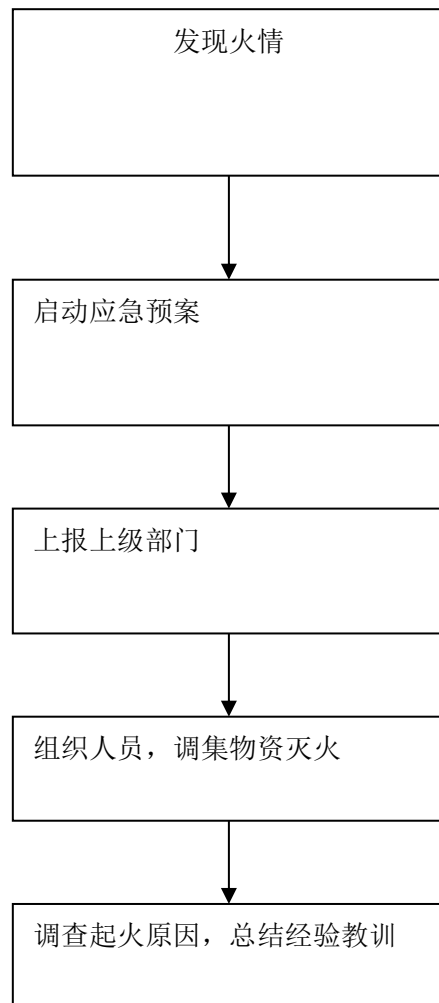 发现火情
启动应急预案
上报上级部门
组织人员，调集物资灭火
调查起火原因，总结经验教训